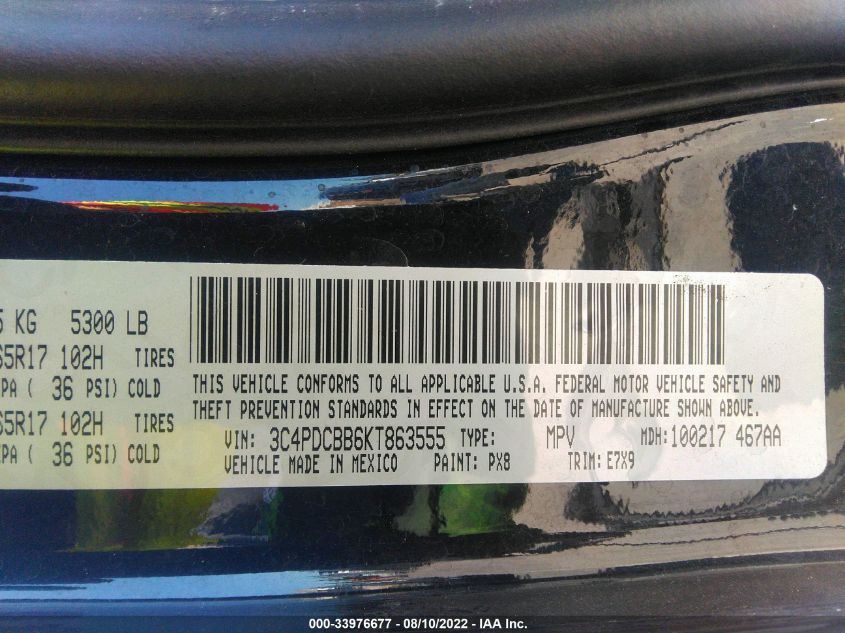 5 KG 5300 LB
65R17 102H TIRES
PA ( 36 PSI) COLD
65R17 102H TIRES
PA ( 36 PSI) COLD
THIS VEHICLE CONFORMS TO ALL APPLICABLE U.S.A. FEDERAL MOTOR VEHICLE SAFETY AND
THEFT PREVENTION STANDARDS IN EFFECT ON THE DATE OF MANUFACTURE SHOWN ABOVE.
VIN: 3C4PDCBB6KT863555 TYPE: MPV MDH:100217 467AA
VEHICLE MADE IN MEXICO PAINT: PX8 TRIM: E7X9
000-33976677 - 08/10/2022 - IAA Inc.